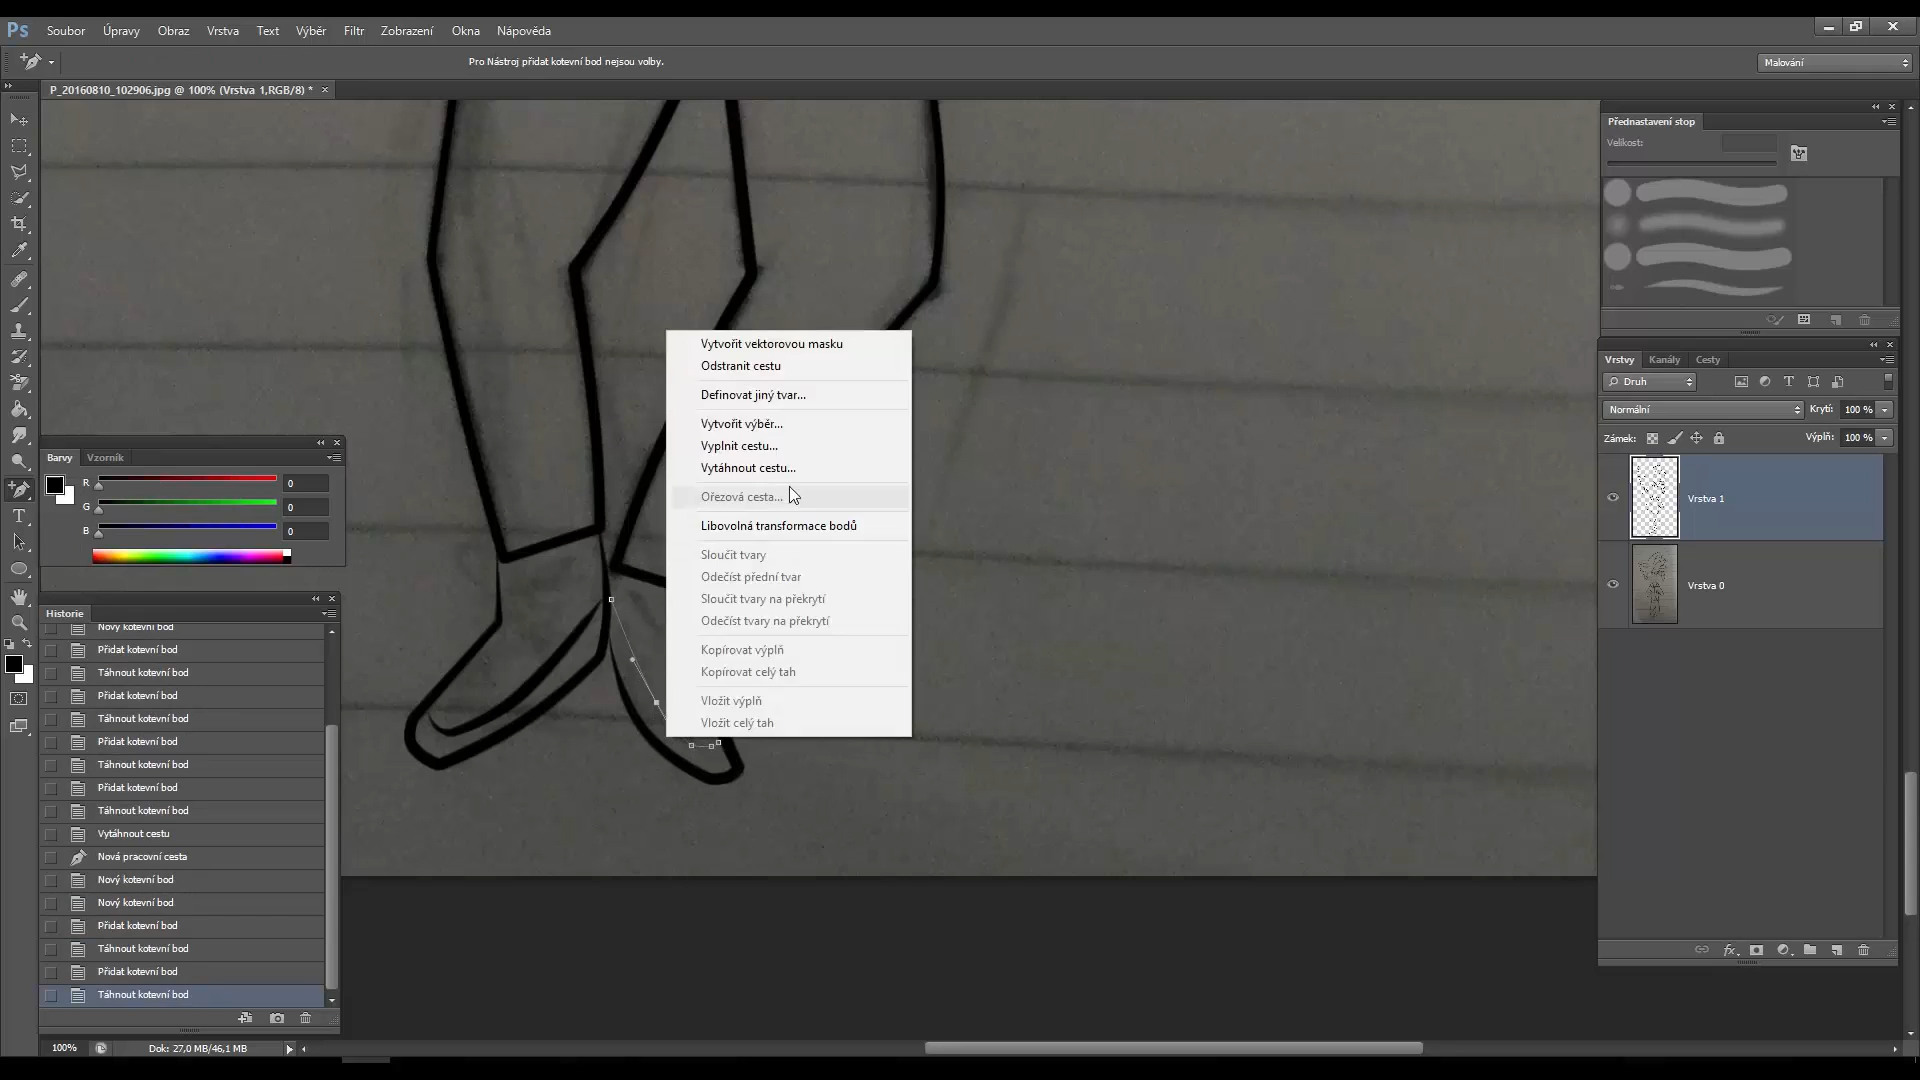 Ps Soubor Úpravy Obraz Vrstva Text Výběr Filtr Zobrazení Okna Nápověda
Pro Nástroj přidat kotevní bod nejsou volby.
Malování
P_20160810_102906.jpg @ 100% (Vrstva 1,RGB/8) *
Přednastavení stop
Velikost:
Vytvořit vektorovou masku
Odstranit cestu
Definovat jiný tvar...
Vytvořit výběr...
Vyplnit cestu...
Vytáhnout cestu...
Ořezová cesta...
Libovolná transformace bodů
Sloučit tvary
Odečíst přední tvar
Sloučit tvary na překrytí
Odečíst tvary na překrytí
Kopírovat výplň
Kopírovat celý tah
Vložit výplň
Vložit celý tah
Vrstvy Kanály Cesty
Druh
Normální Krytí: 100 %
Zámek: Výplň: 100 %
Vrstva 1
Vrstva 0
Barvy Vzorník
R 0
G 0
B 0
Historie
Nový kotevní bod
Přidat kotevní bod
Táhnout kotevní bod
Přidat kotevní bod
Táhnout kotevní bod
Přidat kotevní bod
Táhnout kotevní bod
Přidat kotevní bod
Táhnout kotevní bod
Vytáhnout cestu
Nová pracovní cesta
Nový kotevní bod
Nový kotevní bod
Přidat kotevní bod
Táhnout kotevní bod
Přidat kotevní bod
Táhnout kotevní bod
100% Dok: 27,0 MB/46,1 MB